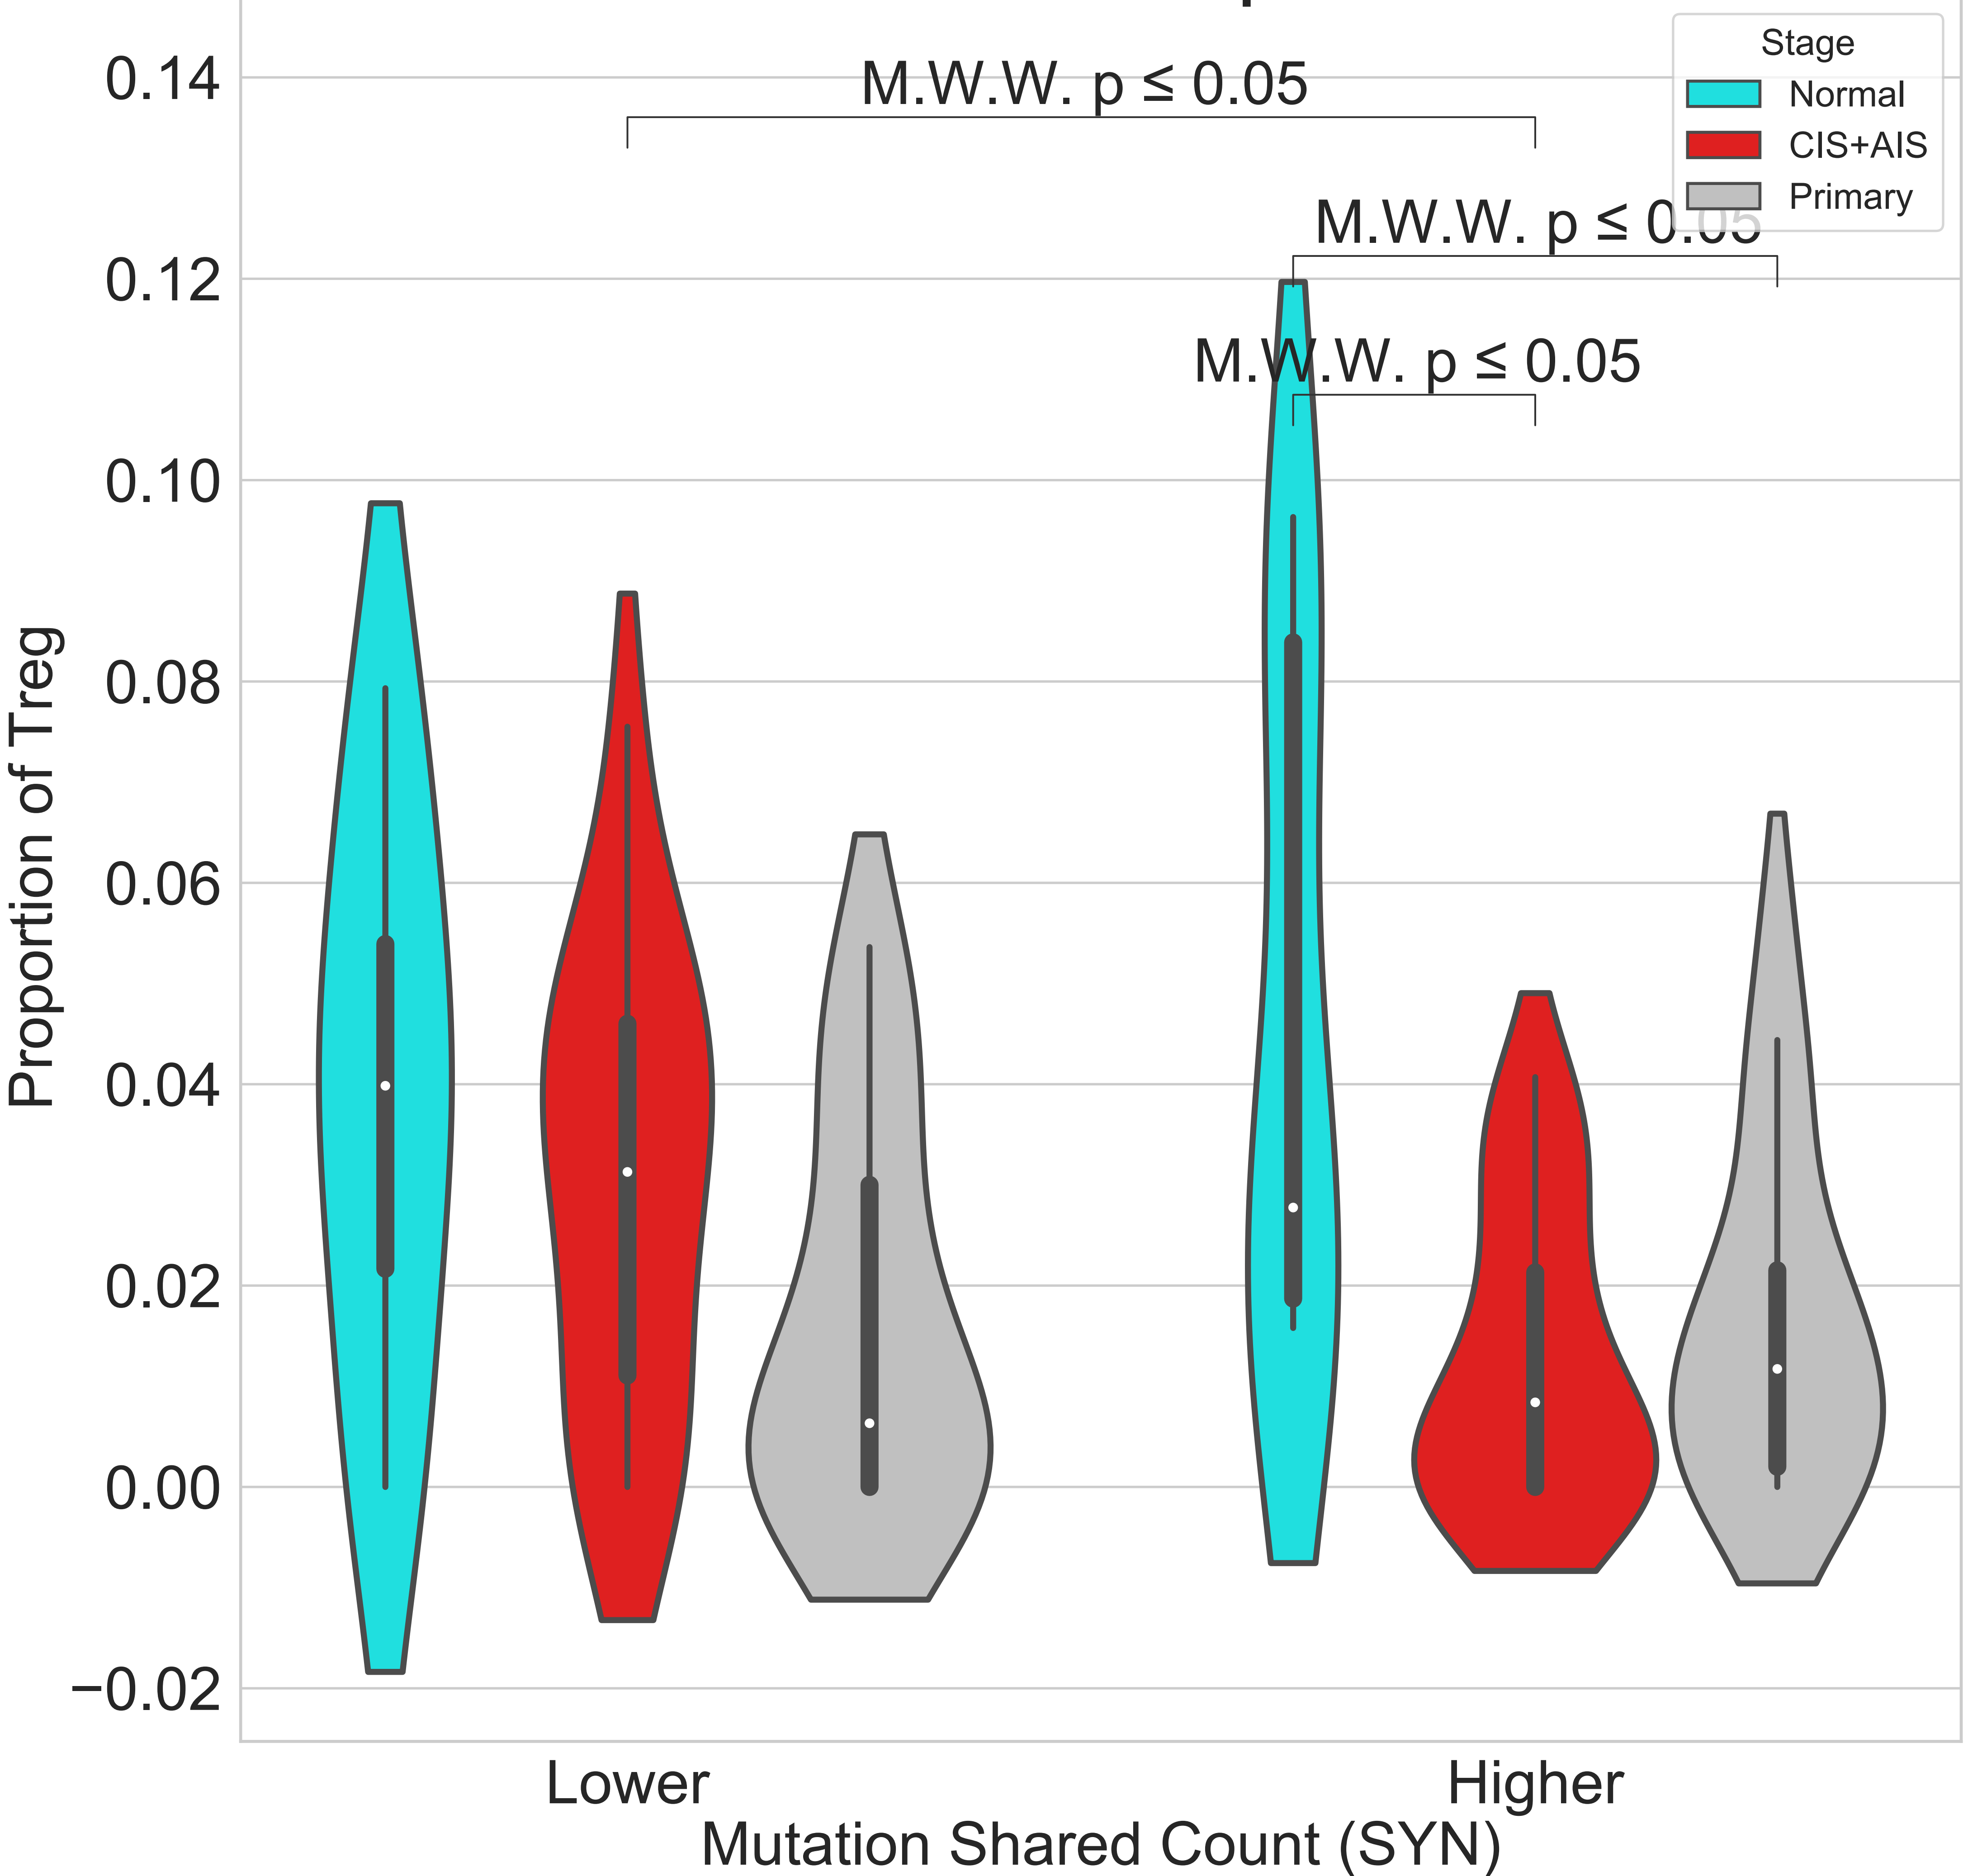 0.14
0.12
0.10
0.08
0.06
0.04
0.02
0.00
−0.02
Proportion of Treg
M.W.W. p ≤ 0.05
M.W.W. p ≤ 0.05
M.W.W. p ≤ 0.05
Stage
Normal
CIS+AIS
Primary
Lower
Higher
Mutation Shared Count (SYN)